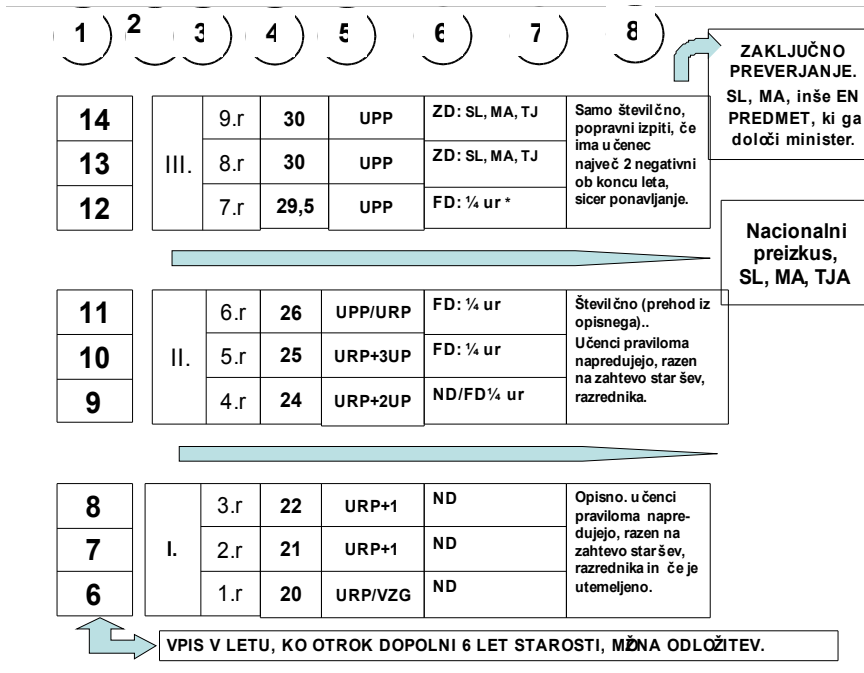 1 2 3 4 5 6 7 8
ZAKLJUČNO
PREVERJANJE.
SL, MA, inše EN
PREDMET, ki ga
določi minister.
14 9.r 30 UPP ZD: SL, MA, TJ
13 III. 8.r 30 UPP ZD: SL, MA, TJ
12 7.r 29,5 UPP FD: ¼ ur *
Samo številčno,
popravni izpiti, če
ima učenec
največ 2 negativni
ob koncu leta,
sicer ponavljanje.
Nacionalni
preizkus,
SL, MA, TJA
11 6.r 26 UPP/URP FD: ¼ ur
10 II. 5.r 25 URP+3UP FD: ¼ ur
9 4.r 24 URP+2UP ND/FD¼ ur
Številčno (prehod iz
opisnega)..
Učenci praviloma
napredujejo, razen
na zahtevo staršev,
razrednika.
8 3.r 22 URP+1 ND
7 I. 2.r 21 URP+1 ND
6 1.r 20 URP/VZG ND
Opisno. učenci
praviloma napre-
dujejo, razen na
zahtevo staršev,
razrednika in če je
utemeljeno.
VPIS V LETU, KO OTROK DOPOLNI 6 LET STAROSTI, MOŽNA ODLOŽITEV.